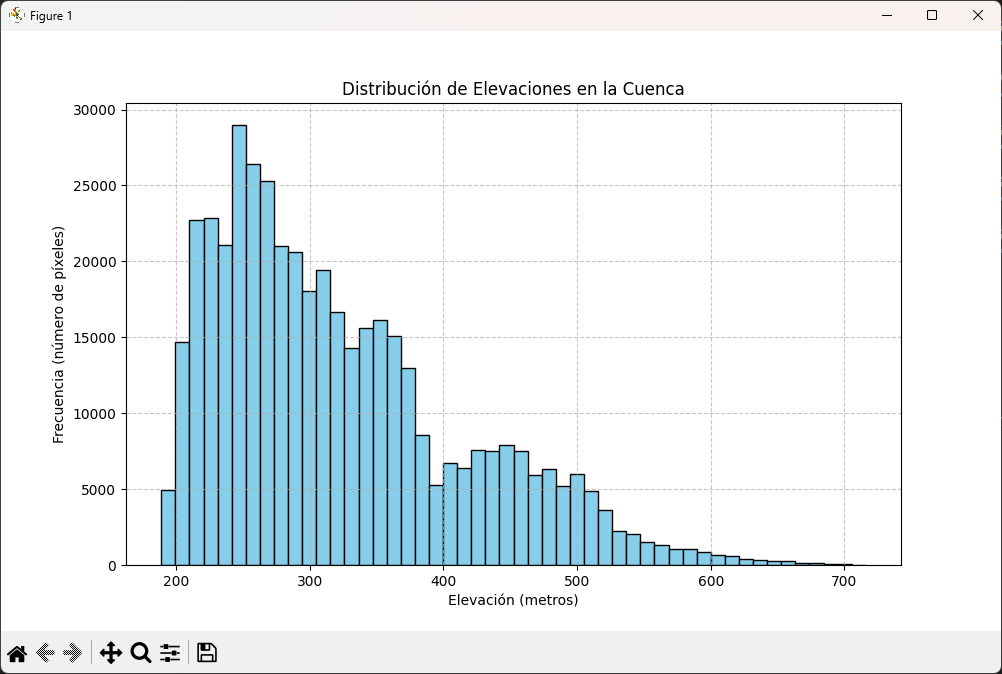 Figure 1
Distribución de Elevaciones en la Cuenca
30000
25000
20000
15000
10000
5000
0
Frecuencia (número de píxeles)
200 300 400 500 600 700
Elevación (metros)